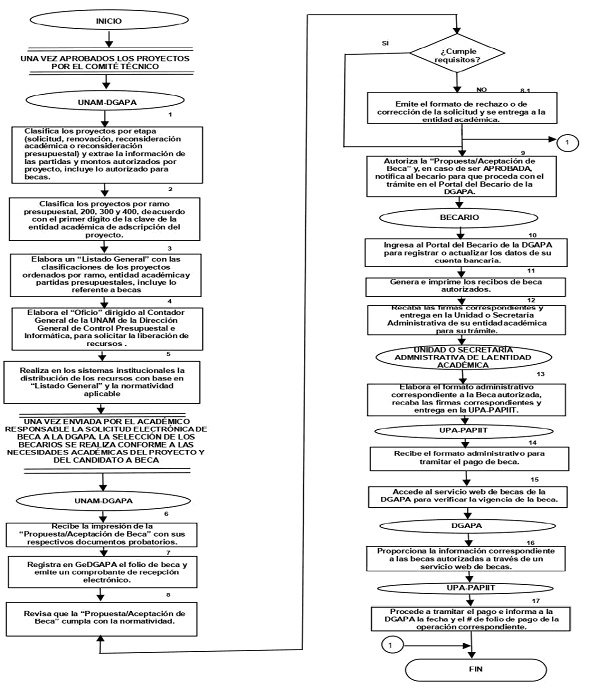 INICIO
UNA VEZ APROBADOS LOS PROYECTOS
POR EL COMITÉ TÉCNICO
UNAM-DGAPA
1
Clasifica los proyectos por etapa
(solicitud, renovación, reconsideración
académica o reconsideración
presupuestal) y extrae la información de
las partidas y montos autorizados por
proyecto, incluye lo autorizado para
becas.
2
Clasifica los proyectos por ramo
presupuestal, 200, 300 y 400, deacuerdo
con el primer dígito de la clave de la
entidad académica de adscripción del
proyecto.
3
Elabora un “Listado General” con las
clasificaciones de los proyectos
ordenados por ramo, entidad académica y
partidas presupuestales, incluye lo
referente a becas
4
Elabora el “Oficio” dirigido al Contador
General de la UNAM de la Dirección
General de Control Presupuestal e
Informática, para solicitar la liberación de
recursos .
5
Realiza en los sistemas institucionales la
distribución de los recursos con base en
“Listado General” y la normatividad
aplicable
UNA VEZ ENVIADA POR EL ACADÉMICO
RESPONSABLE LA SOLICITUD ELECTRÓNICA DE
BECA A LA DGAPA. LA SELECCIÓN DE LOS
BECARIOS SE REALIZA CONFORME A LAS
NECESIDADES ACADÉMICAS DEL PROYECTO Y
DEL CANDIDATO A BECA
UNAM-DGAPA
6
Recibe la impresión de la
“Propuesta/Aceptación de Beca” con sus
respectivos documentos probatorios.
7
Registra en GeDGAPA el folio de beca y
emite un comprobante de recepción
electrónico.
8
Revisa que la “Propuesta/Aceptación de
Beca” cumpla con la normatividad.
¿Cumple
requisitos?
SI
NO
8.1
Emite el formato de rechazo o de
corrección de la solicitud y se entrega a la
entidad académica.
1
9
Autoriza la “Propuesta/Aceptación de
Beca” y, en caso de ser APROBADA,
notifica al becario para que proceda con el
trámite en el Portal del Becario de la
DGAPA.
BECARIO
10
Ingresa al Portal del Becario de la DGAPA
para registrar o actualizar los datos de su
cuenta bancaria.
11
Genera e imprime los recibos de beca
autorizados.
12
Recaba las firmas correspondientes y
entrega en la Unidad o Secretaria
Administrativa de su entidad académica
para su trámite.
UNIDAD O SECRETARÍA
ADMINSTRATIVA DE LA ENTIDAD
ACADÉMICA
13
Elabora el formato administrativo
correspondiente a la Beca autorizada,
recaba las firmas correspondientes y
entrega en la UPA-PAPIIT.
UPA-PAPIIT
14
Recibe el formato administrativo para
tramitar el pago de beca.
15
Accede al servicio web de becas de la
DGAPA para verificar la vigencia de la beca.
DGAPA
16
Proporciona la información correspondiente
a las becas autorizadas a través de un
servicio web de becas.
UPA-PAPIIT
17
Procede a tramitar el pago e informa a la
DGAPA la fecha y el # de folio de pago de la
operación correspondiente.
1
FIN